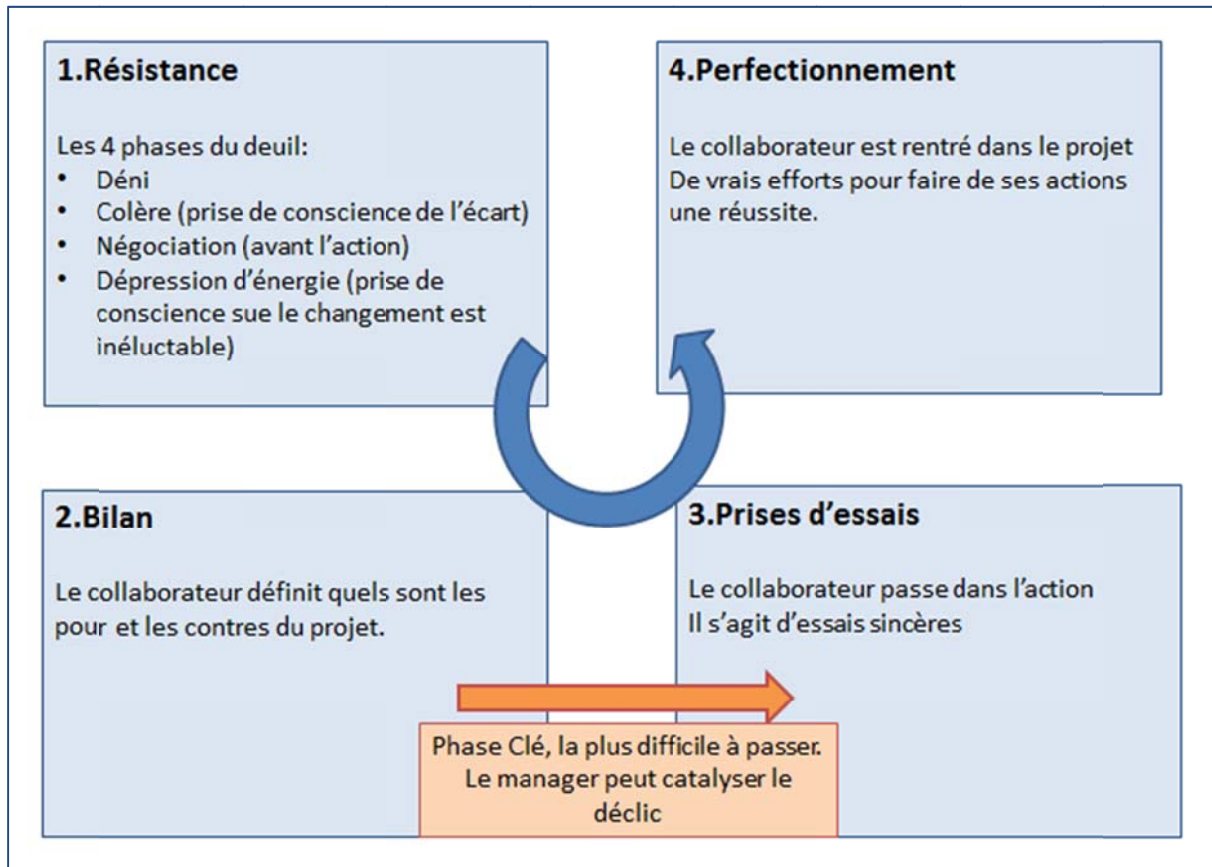 1.Résistance
Les 4 phases du deuil:
• Déni
• Colère (prise de conscience de l'écart)
• Négociation (avant l'action)
• Dépression d'énergie (prise de
conscience sue le changement est
inéluctable)
2.Bilan
Le collaborateur définit quels sont les
pour et les contres du projet.
Phase Clé, la plus difficile à passer.
Le manager peut catalyser le
déclic
3.Prises d'essais
Le collaborateur passe dans l'action
Il s'agit d'essais sincères
4.Perfectionnement
Le collaborateur est rentré dans le projet
De vrais efforts pour faire de ses actions
une réussite.